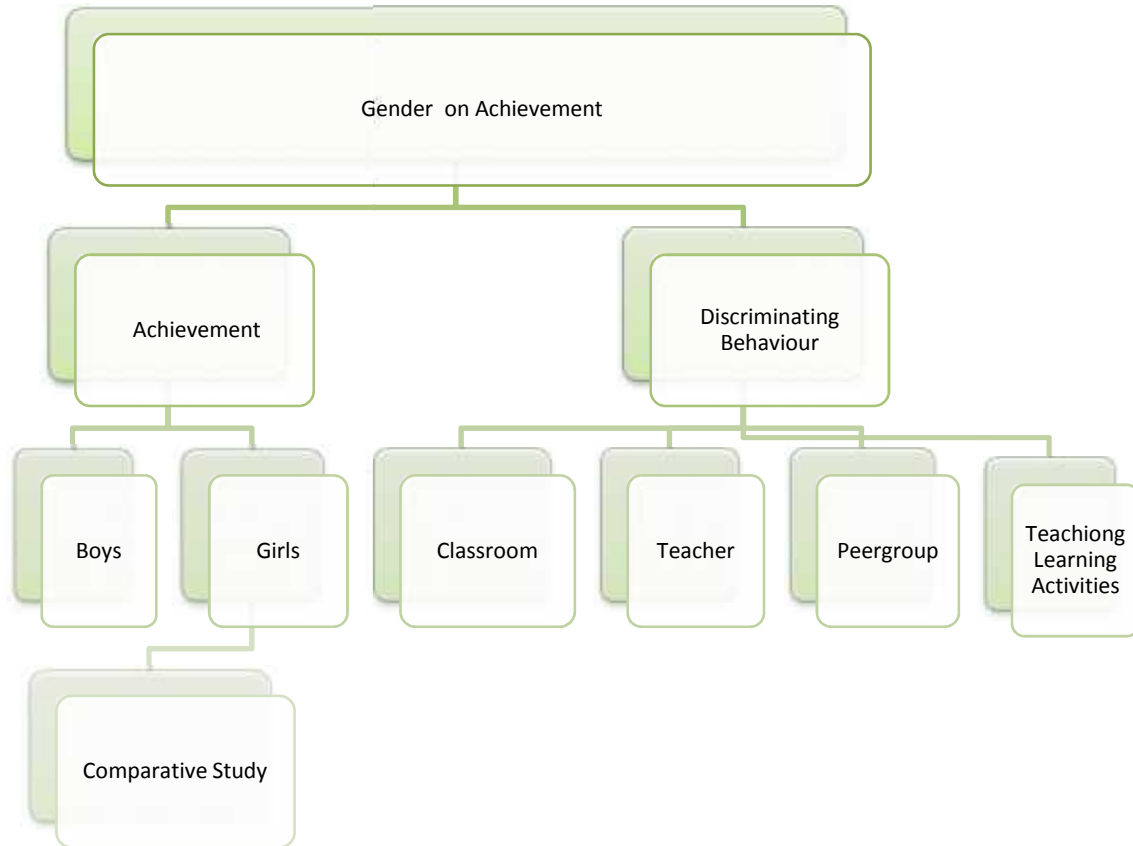 Gender on Achievement
Achievement
Discriminating
Behaviour
Boys
Girls
Classroom
Teacher
Peergroup
Teachiong
Learning
Activities
Comparative Study